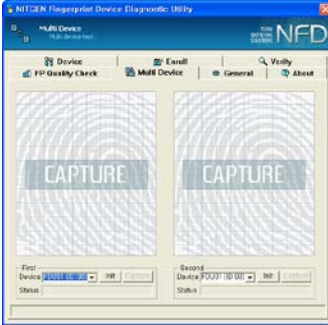 NITGEN Fingerprint Device Diagnostic Utility
Multi Device
NFD
Device
Enroll
Verify
FP Quality Check
Multi Device
General
About
CAPTURE
CAPTURE
First
Device
Init
Capture
Status
Second
Device
Init
Capture
Status